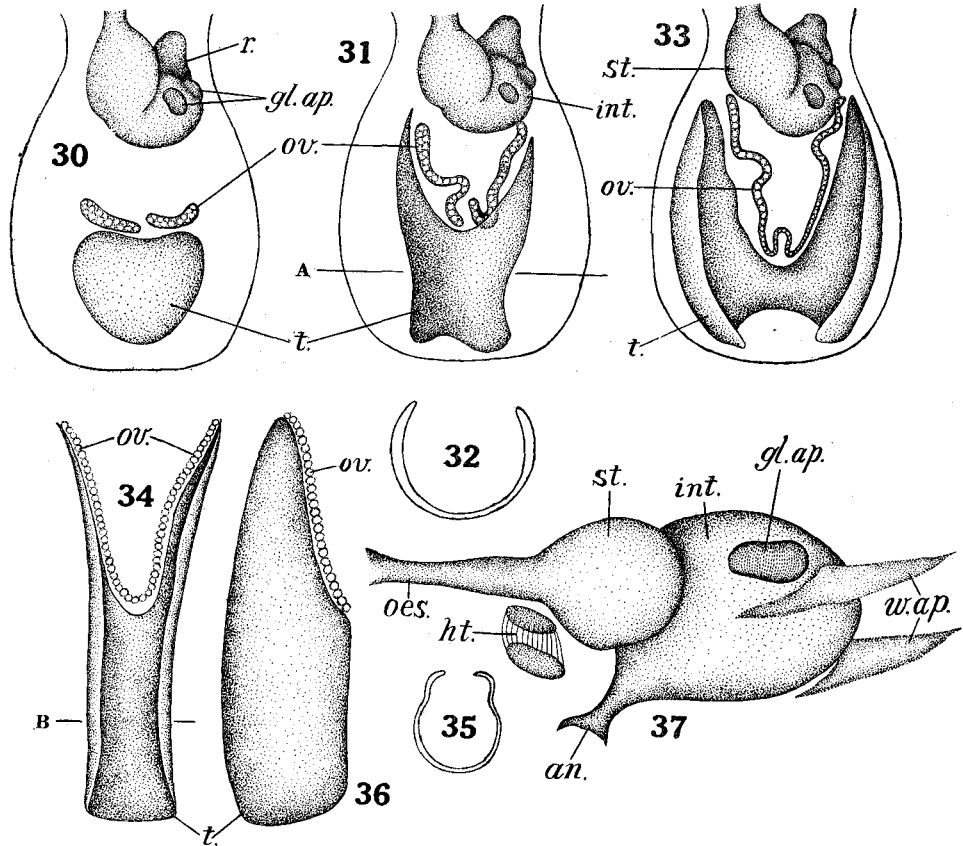 31
33
r.
st.
gl.ap.
int.
30
ov.
ov.
A
t.
t.
32
gl.ap.
ov.
ov.
st.
int.
34
oes.
w.ap.
ht.
B
35
37
an.
36
t.